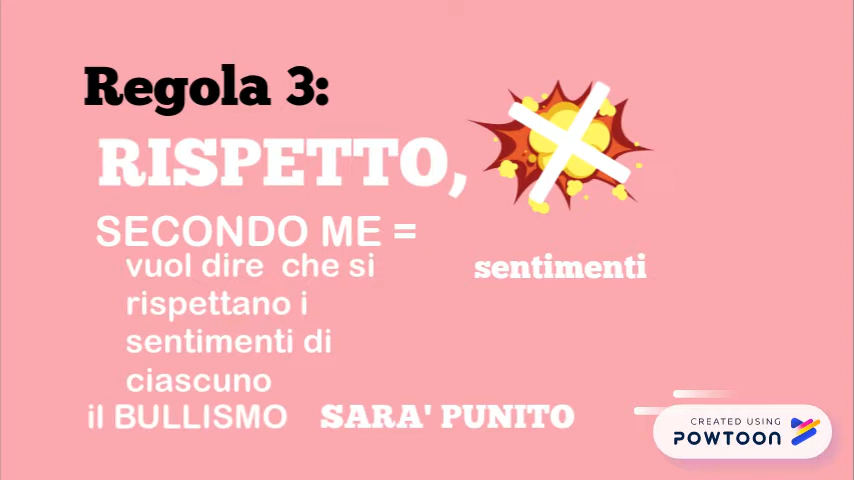 Regola 3:
RISPETTO,
SECONDO ME =
vuol dire che si
rispettano i
sentimenti di
ciascuno
sentimenti
il BULLISMO SARA' PUNITO
CREATED USING
POWTOON